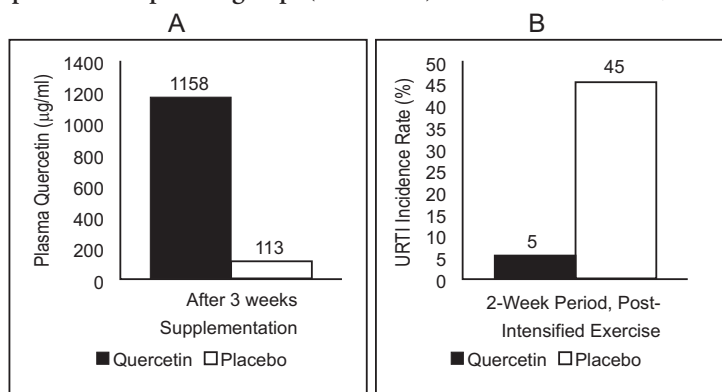 A
Plasma Quercetin (µg/ml)
1400
1200
1000
800
600
400
200
0
1158
113
After 3 weeks
Supplementation
Quercetin Placebo
B
URTI Incidence Rate (%)
50
45
40
35
30
25
20
15
10
5
0
5
45
2-Week Period, Post-
Intensified Exercise
Quercetin Placebo